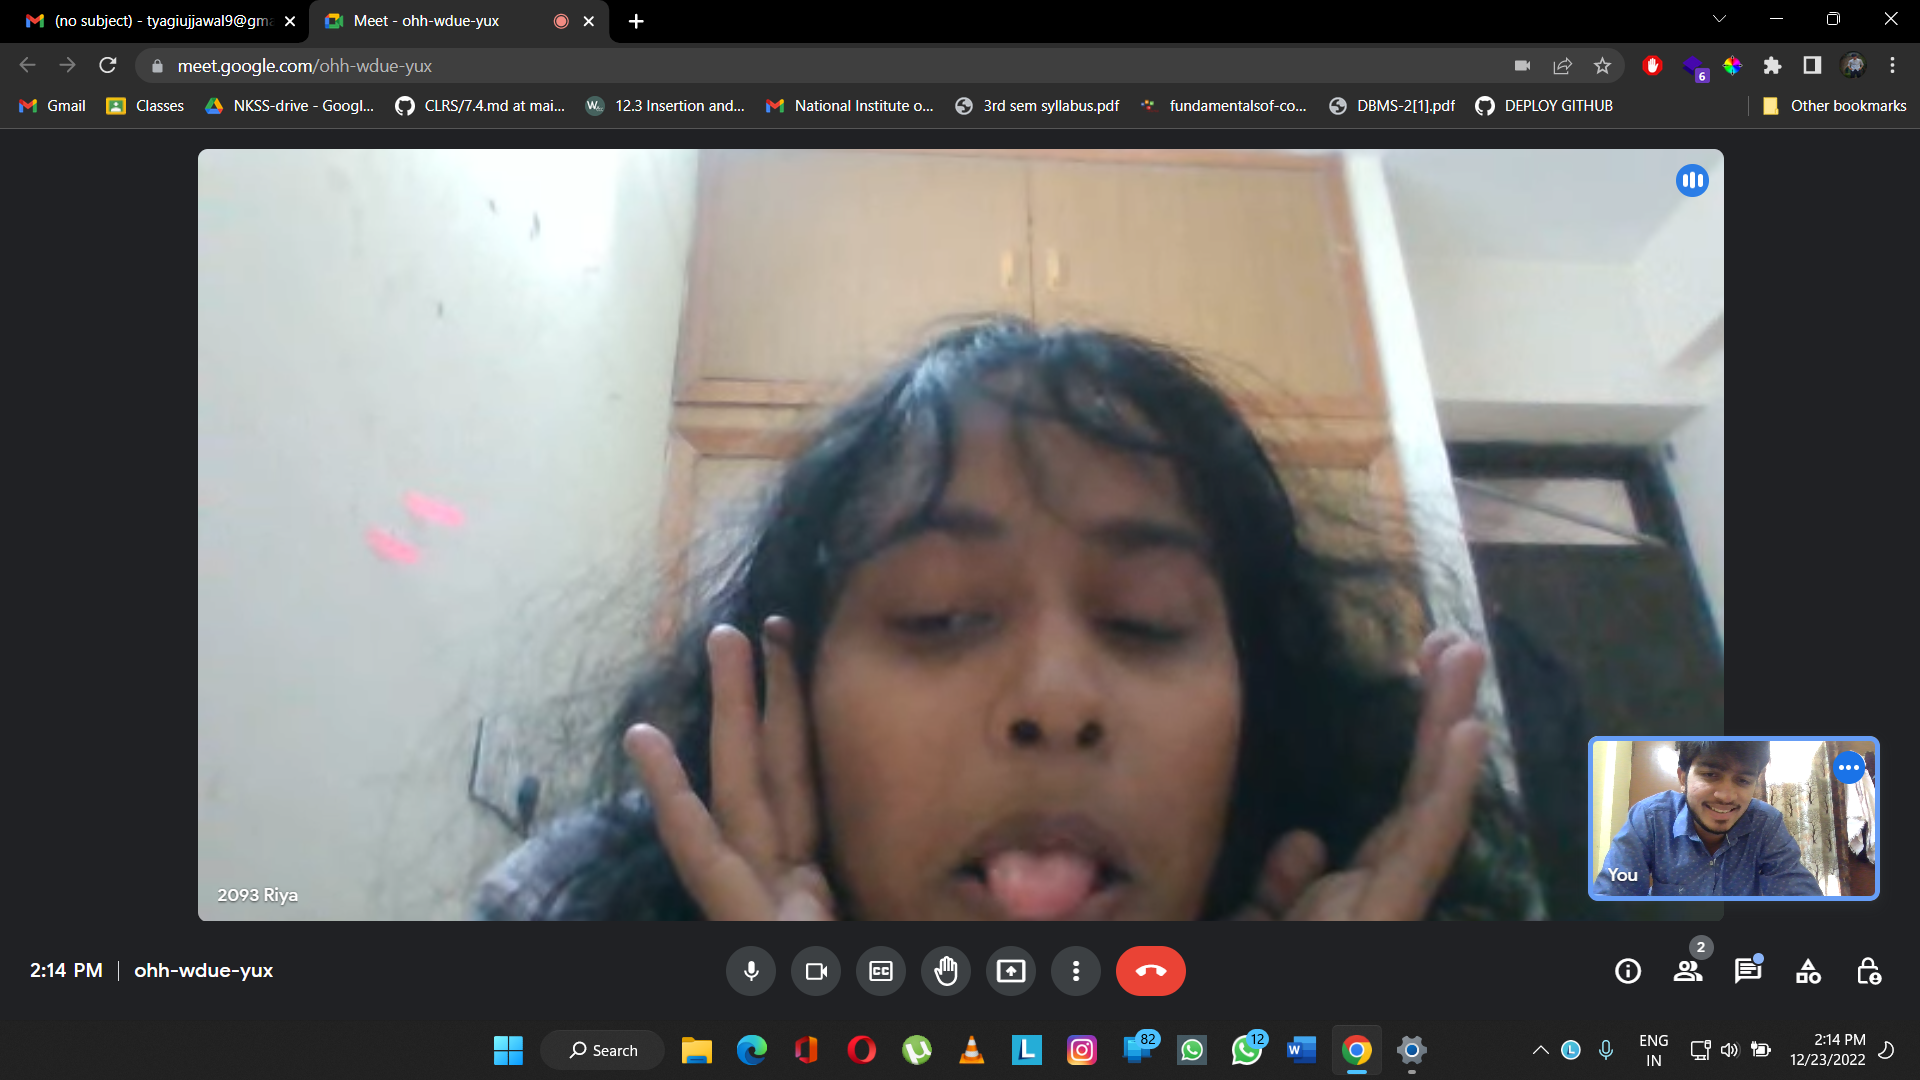 (no subject) - tyagiujjawal9@gma
Meet - ohh-wdue-yux
meet.google.com/ohh-wdue-yux
6
Gmail
Classes
NKSS-drive - Googl...
CLRS/7.4.md at mai...
12.3 Insertion and...
National Institute o...
3rd sem syllabus.pdf
fundamentalsof-co...
DBMS-2[1].pdf
DEPLOY GITHUB
Other bookmarks
2093 Riya
You
2:14 PM
ohh-wdue-yux
CC
2
Search
L
82
12
W
ENG
IN
2:14 PM
12/23/2022